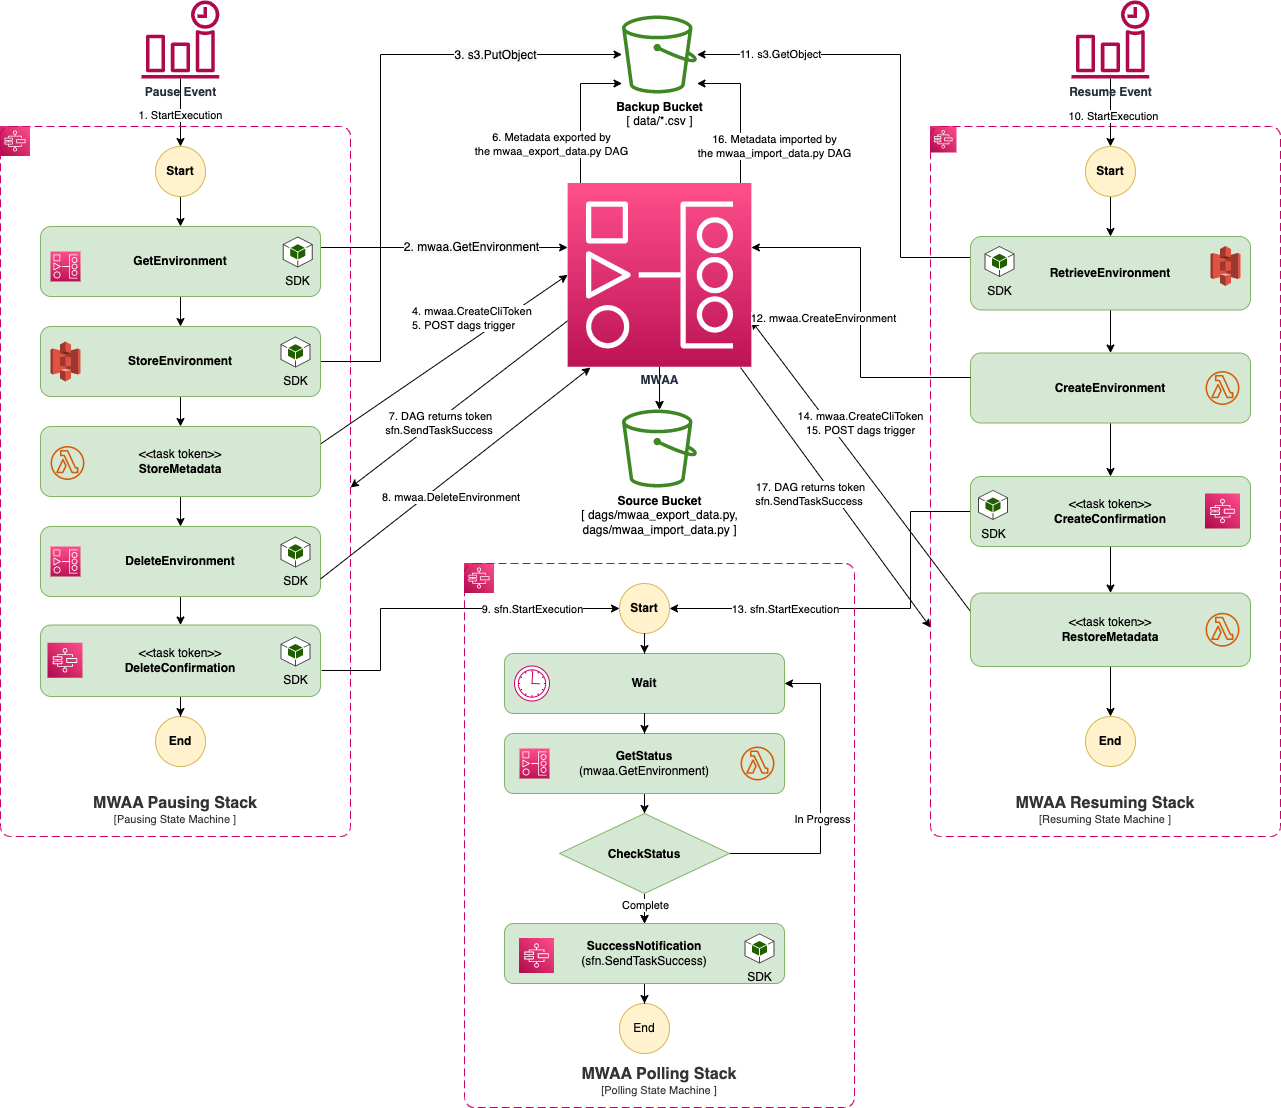 Pause Event
1. StartExecution
Start
GetEnvironment
SDK
StoreEnvironment
SDK
<<task token>>
StoreMetadata
DeleteEnvironment
SDK
<<task token>>
DeleteConfirmation
SDK
End
MWAA Pausing Stack
[Pausing State Machine ]
3. s3.PutObject
11. s3.GetObject
Backup Bucket
[ data/*.csv ]
6. Metadata exported by
the mwaa_export_data.py DAG
16. Metadata imported by
the mwaa_import_data.py DAG
2. mwaa.GetEnvironment
4. mwaa.CreateCliToken
5. POST dags trigger
12. mwaa.CreateEnvironment
MWAA
7. DAG returns token
sfn.SendTaskSuccess
14. mwaa.CreateCliToken
15. POST dags trigger
8. mwaa.DeleteEnvironment
17. DAG returns token
sfn.SendTaskSuccess
Source Bucket
[ dags/mwaa_export_data.py,
dags/mwaa_import_data.py ]
9. sfn.StartExecution
Start
13. sfn.StartExecution
Wait
GetStatus
(mwaa.GetEnvironment)
In Progress
CheckStatus
Complete
SuccessNotification
(sfn.SendTaskSuccess)
SDK
End
MWAA Polling Stack
[Polling State Machine ]
Resume Event
10. StartExecution
Start
RetrieveEnvironment
SDK
CreateEnvironment
<<task token>>
CreateConfirmation
SDK
<<task token>>
RestoreMetadata
End
MWAA Resuming Stack
[Resuming State Machine ]